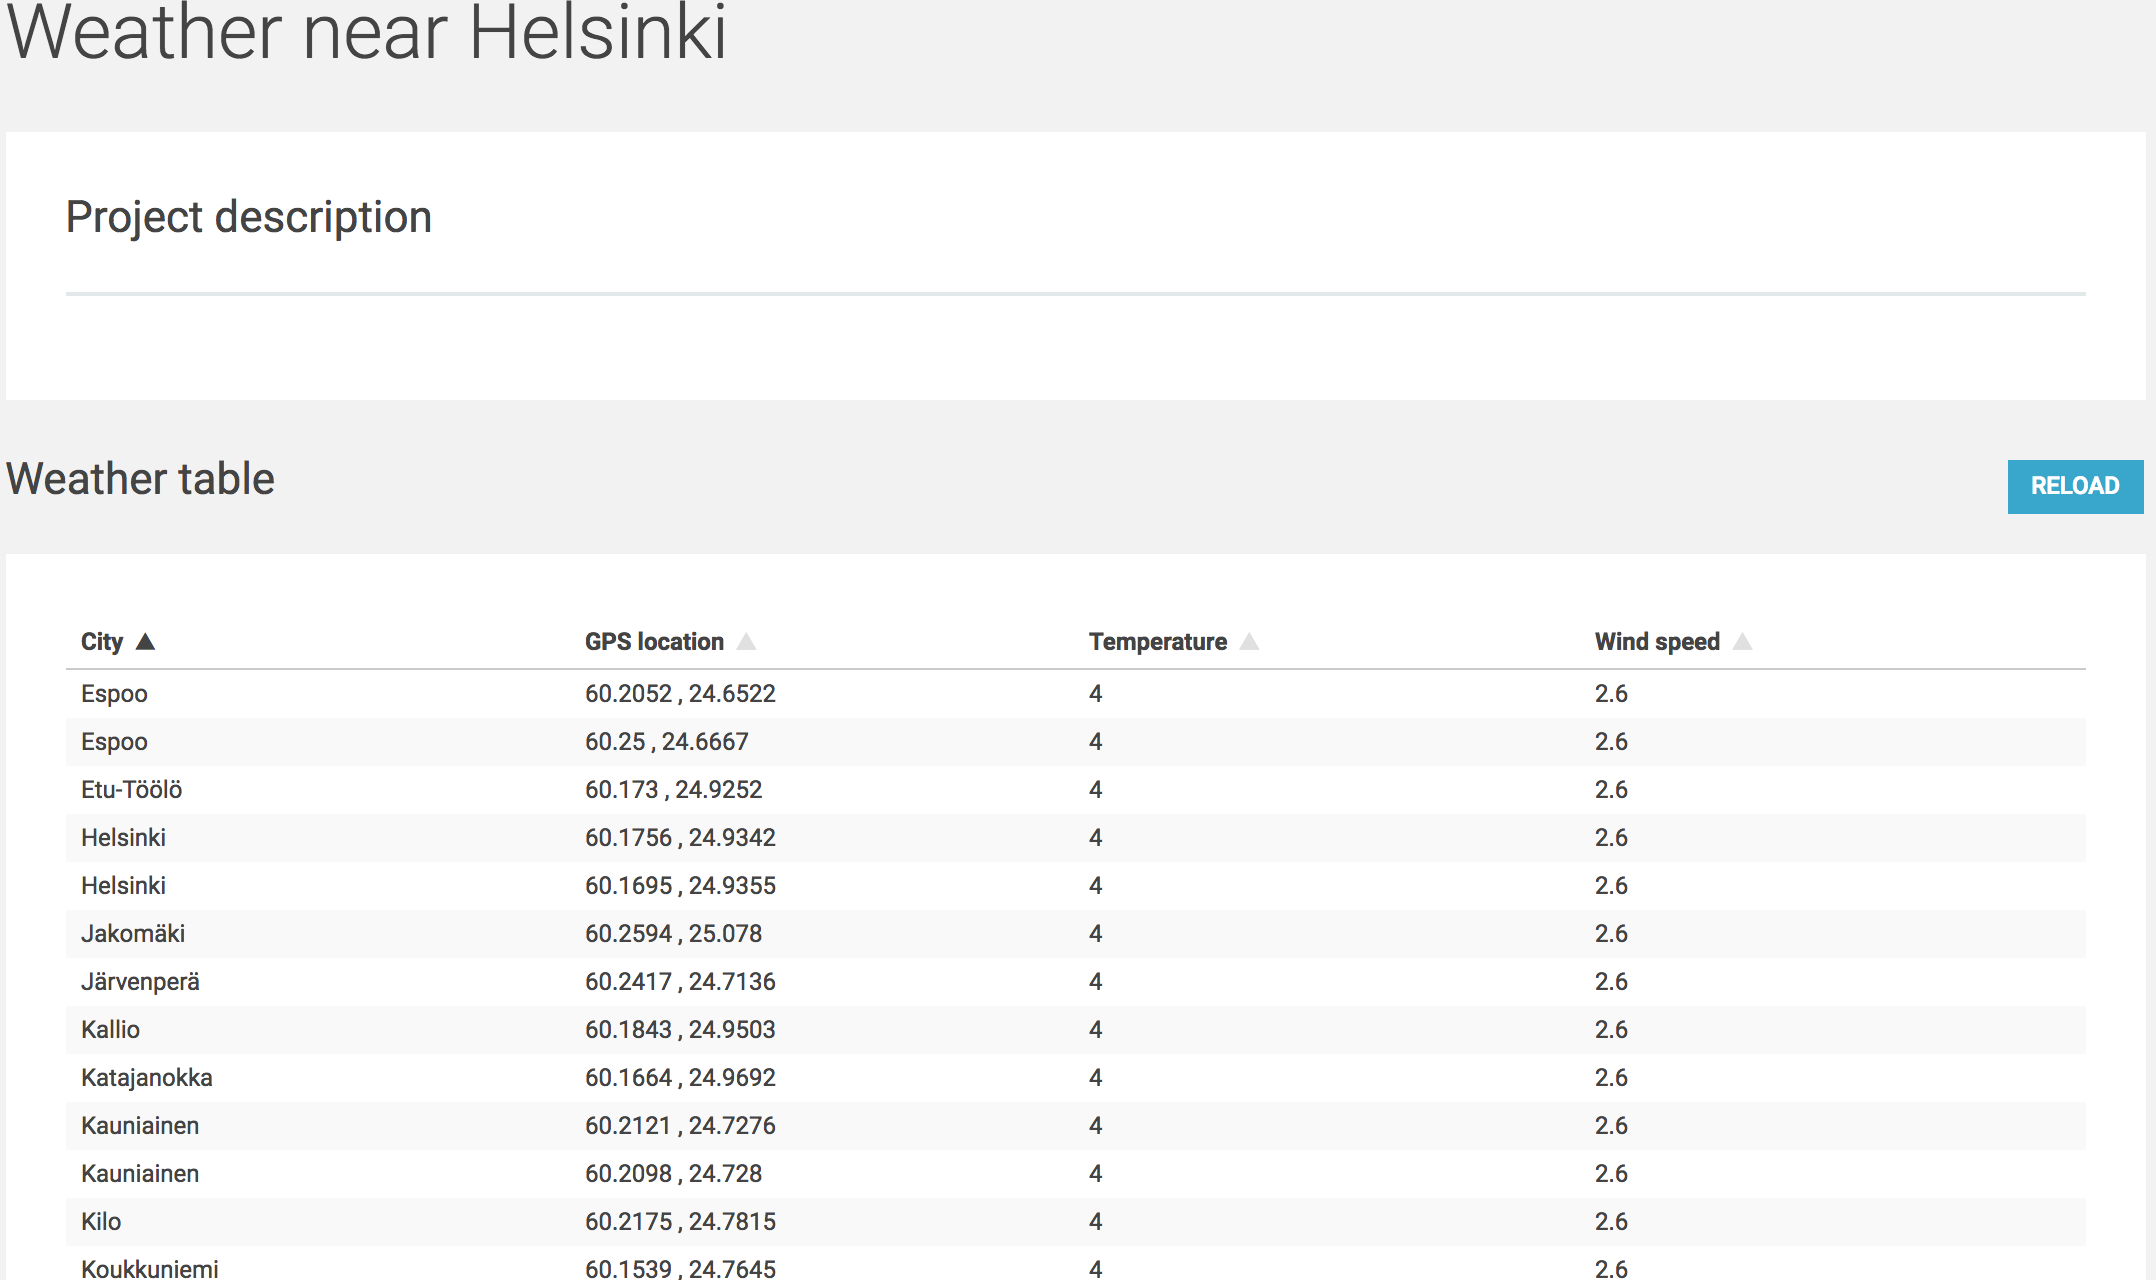 Weather near Helsinki
Project description
Weather table
RELOAD
City ▲ GPS location ▲ Temperature ▲ Wind speed ▲
Espoo 60.2052 , 24.6522 4 2.6
Espoo 60.25 , 24.6667 4 2.6
Etu-Töölö 60.173 , 24.9252 4 2.6
Helsinki 60.1756 , 24.9342 4 2.6
Helsinki 60.1695 , 24.9355 4 2.6
Jakomäki 60.2594 , 25.078 4 2.6
Järvenperä 60.2417 , 24.7136 4 2.6
Kallio 60.1843 , 24.9503 4 2.6
Katajanokka 60.1664 , 24.9692 4 2.6
Kauniainen 60.2121 , 24.7276 4 2.6
Kauniainen 60.2098 , 24.728 4 2.6
Kilo 60.2175 , 24.7815 4 2.6
Koukkuniemi 60.1539 , 24.7645 4 2.6